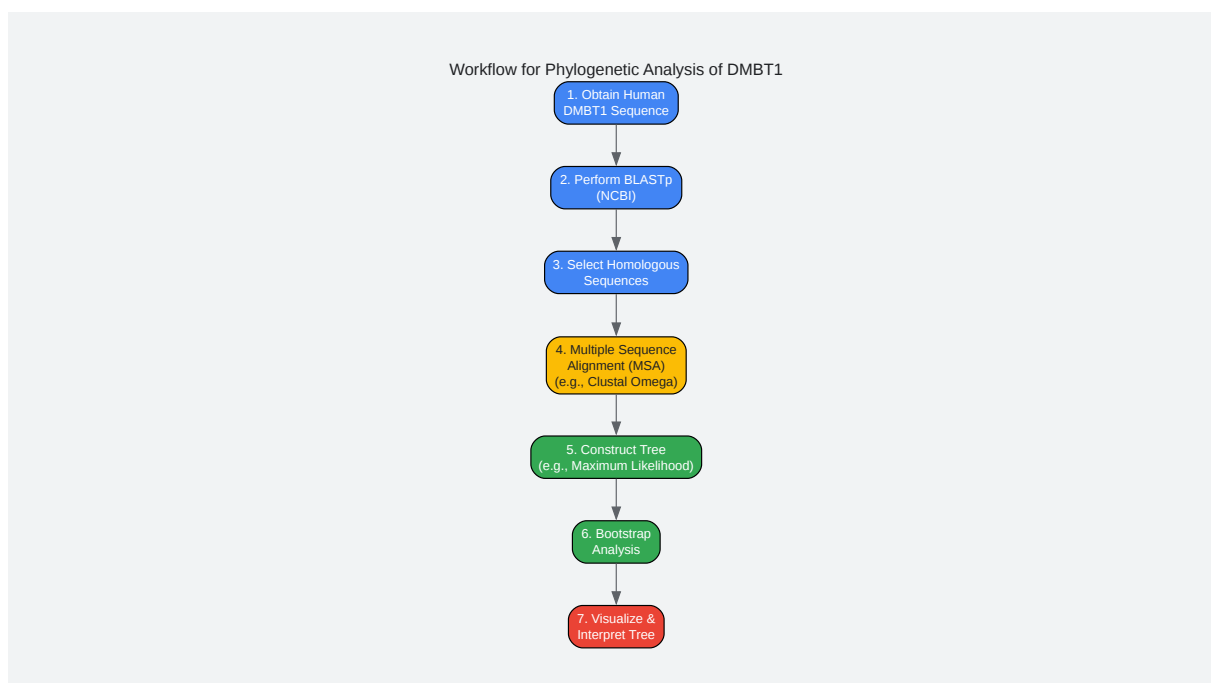 Workflow for Phylogenetic Analysis of DMBT1
1. Obtain Human
DMBT1 Sequence
2. Perform BLASTp
(NCBI)
3. Select Homologous
Sequences
4. Multiple Sequence
Alignment (MSA)
(e.g., Clustal Omega)
5. Construct Tree
(e.g., Maximum Likelihood)
6. Bootstrap
Analysis
7. Visualize &
Interpret Tree